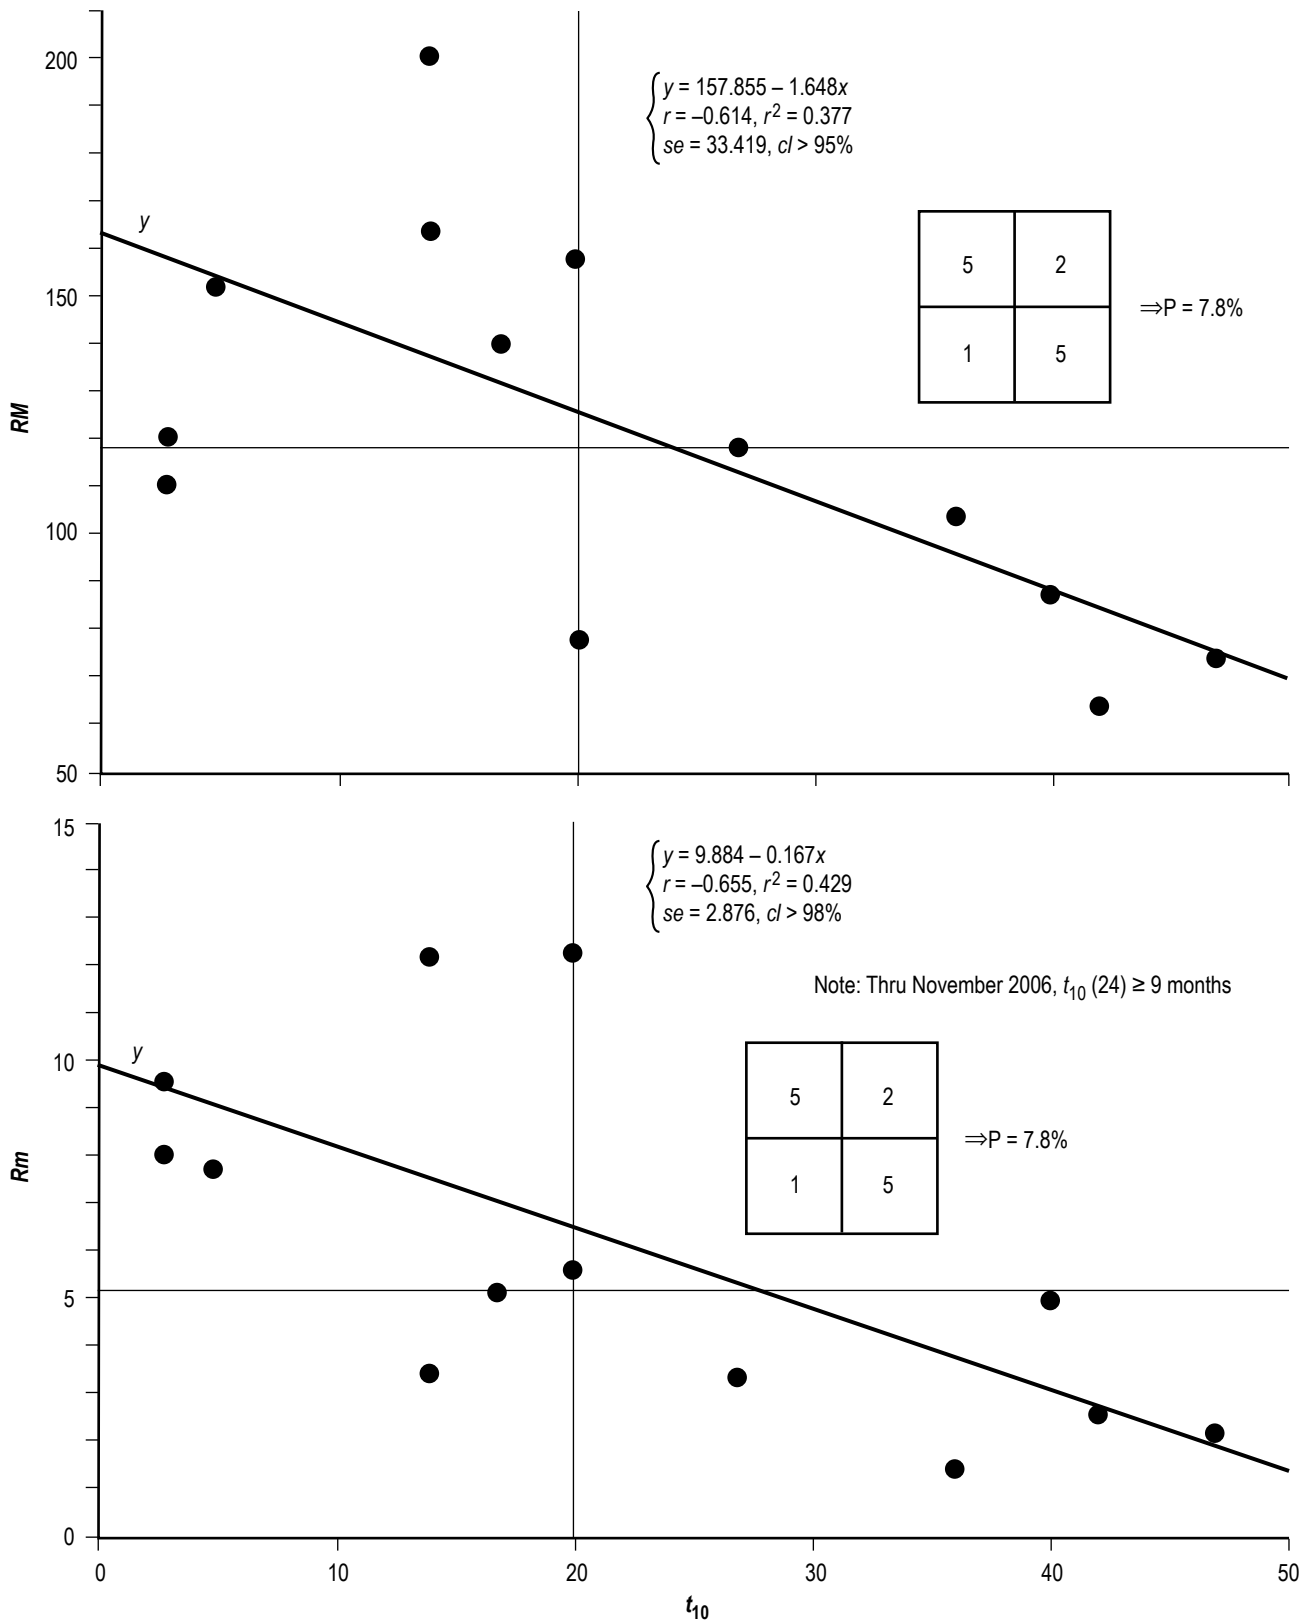 200
150
100
50
RM
y
y = 157.855 – 1.648x
r = –0.614, r² = 0.377
se = 33.419, cl > 95%
5 2
1 5
⇒P = 7.8%
15
10
5
0
Rm
y
y = 9.884 – 0.167x
r = –0.655, r² = 0.429
se = 2.876, cl > 98%
Note: Thru November 2006, t₁₀ (24) ≥ 9 months
5 2
1 5
⇒P = 7.8%
0 10 20 30 40 50
t₁₀